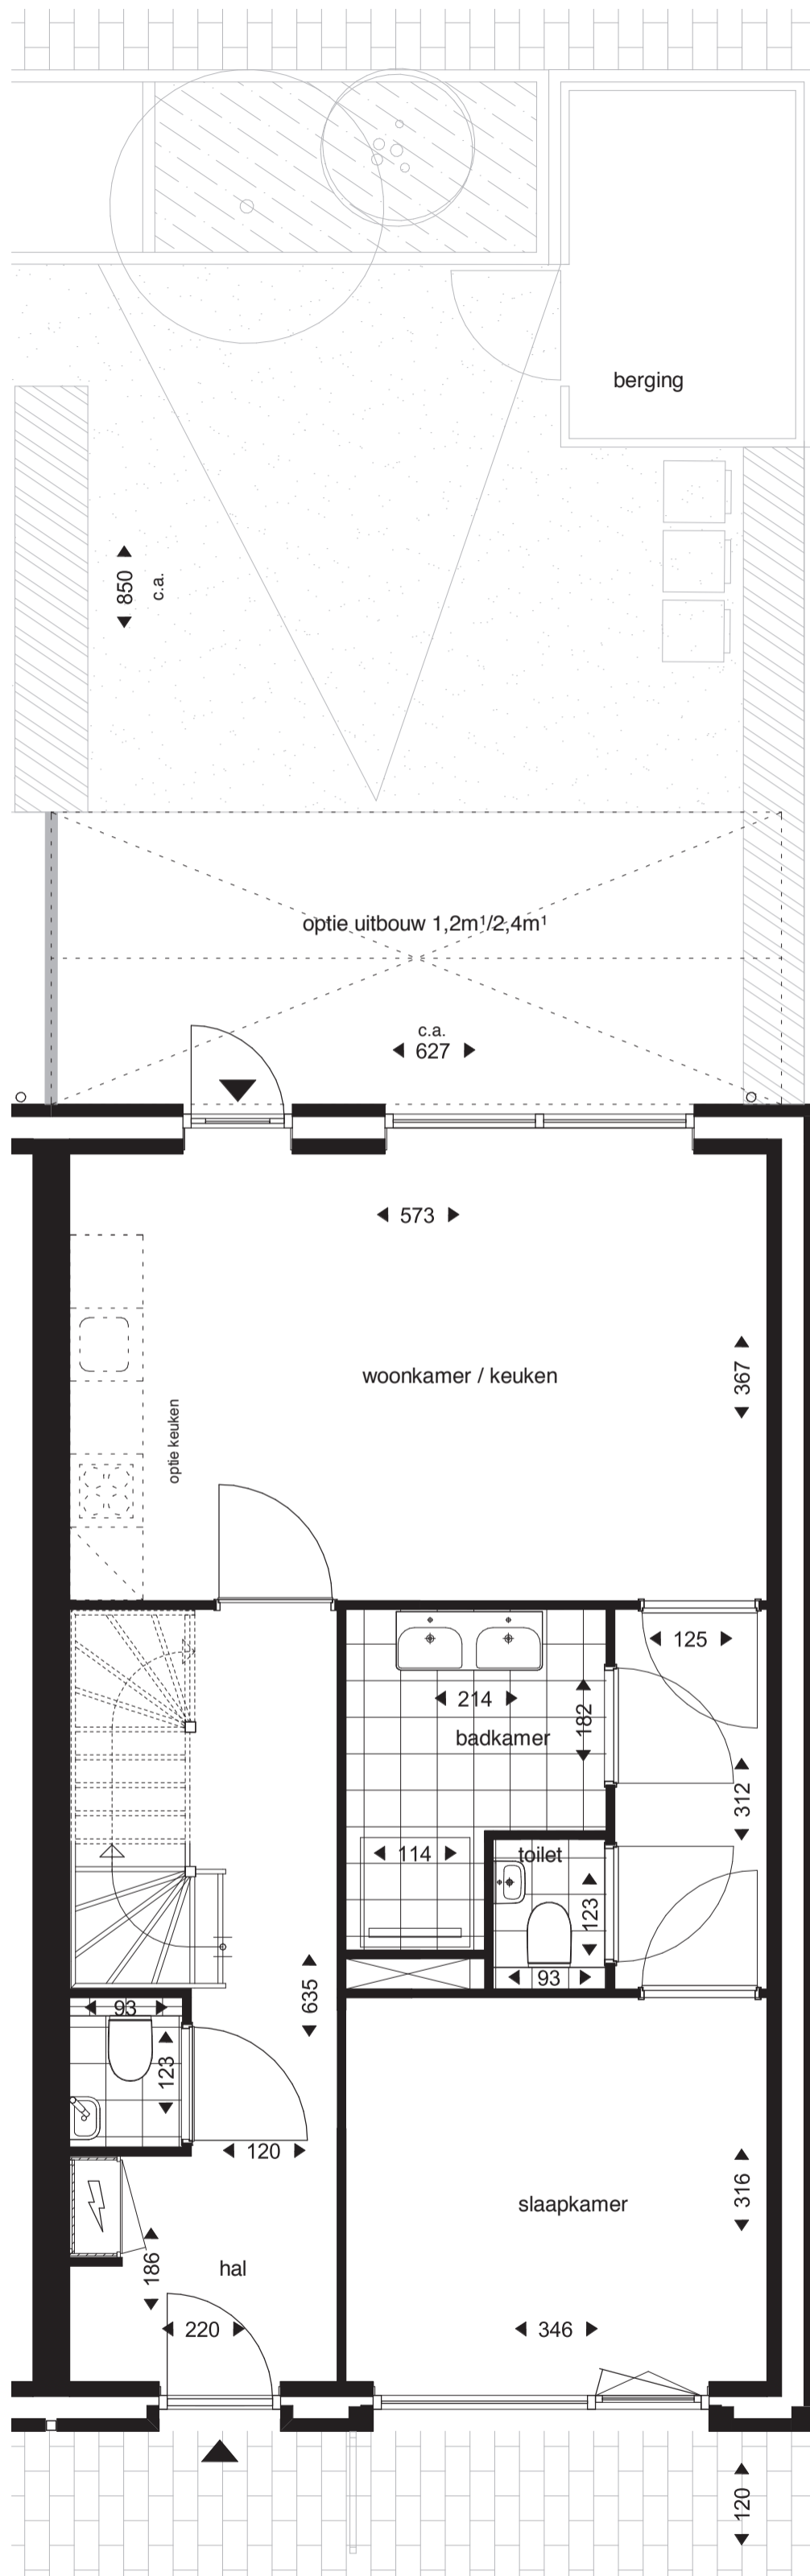 berging
850
c.a.
optie uitbouw 1,2m¹/2,4m¹
c.a.
627
573
woonkamer / keuken
367
optie keuken
125
214
182
badkamer
312
114
toilet
123
93
635
93
123
120
slaapkamer
316
186
hal
220
346
120